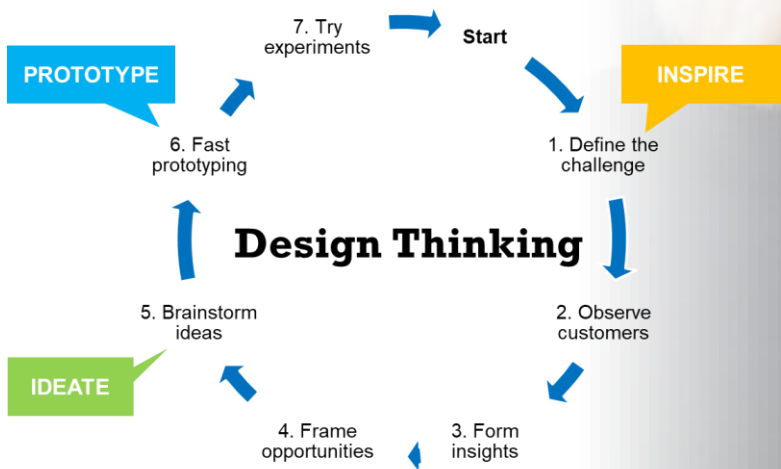 7. Try
experiments
Start
PROTOTYPE
INSPIRE
6. Fast
prototyping
1. Define the
challenge
Design Thinking
5. Brainstorm
ideas
2. Observe
customers
IDEATE
4. Frame
opportunities
3. Form
insights